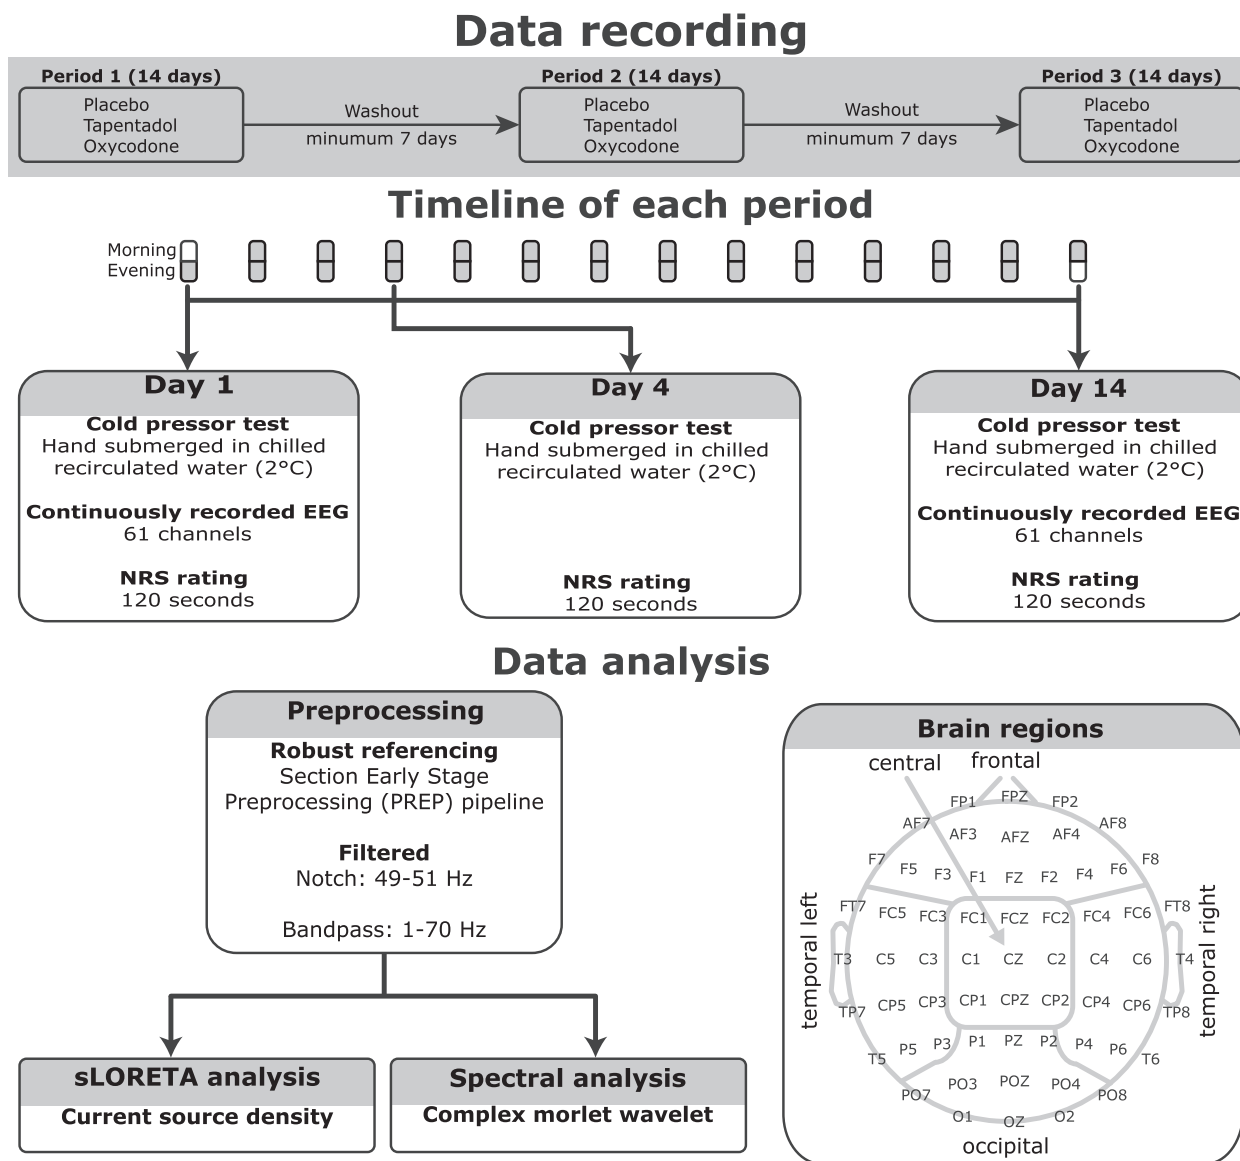 Data recording
Period 1 (14 days)
Placebo
Tapentadol
Oxycodone
Washout
minimum 7 days
Period 2 (14 days)
Placebo
Tapentadol
Oxycodone
Washout
minimum 7 days
Period 3 (14 days)
Placebo
Tapentadol
Oxycodone
Timeline of each period
Morning
Evening
Day 1
Cold pressor test
Hand submerged in chilled
recirculated water (2°C)
Continuously recorded EEG
61 channels
NRS rating
120 seconds
Day 4
Cold pressor test
Hand submerged in chilled
recirculated water (2°C)
NRS rating
120 seconds
Day 14
Cold pressor test
Hand submerged in chilled
recirculated water (2°C)
Continuously recorded EEG
61 channels
NRS rating
120 seconds
Data analysis
Preprocessing
Robust referencing
Section Early Stage
Preprocessing (PREP) pipeline
Filtered
Notch: 49-51 Hz
Bandpass: 1-70 Hz
sLORETA analysis
Current source density
Spectral analysis
Complex morlet wavelet
Brain regions
central frontal
FP1 FPZ FP2
AF7 AF3 AFZ AF4 AF8
F7 F5 F3 F1 FZ F2 F4 F6 F8
FT7 FC5 FC3 FC1 FCZ FC2 FC4 FC6 FT8
temporal left
T3 C5 C3 C1 CZ C2 C4 C6 T4
temporal right
TP7 CP5 CP3 CP1 CPZ CP2 CP4 CP6 TP8
T5 P5 P3 P1 PZ P2 P4 P6 T6
PO7 PO3 POZ PO4 PO8
O1 OZ O2
occipital